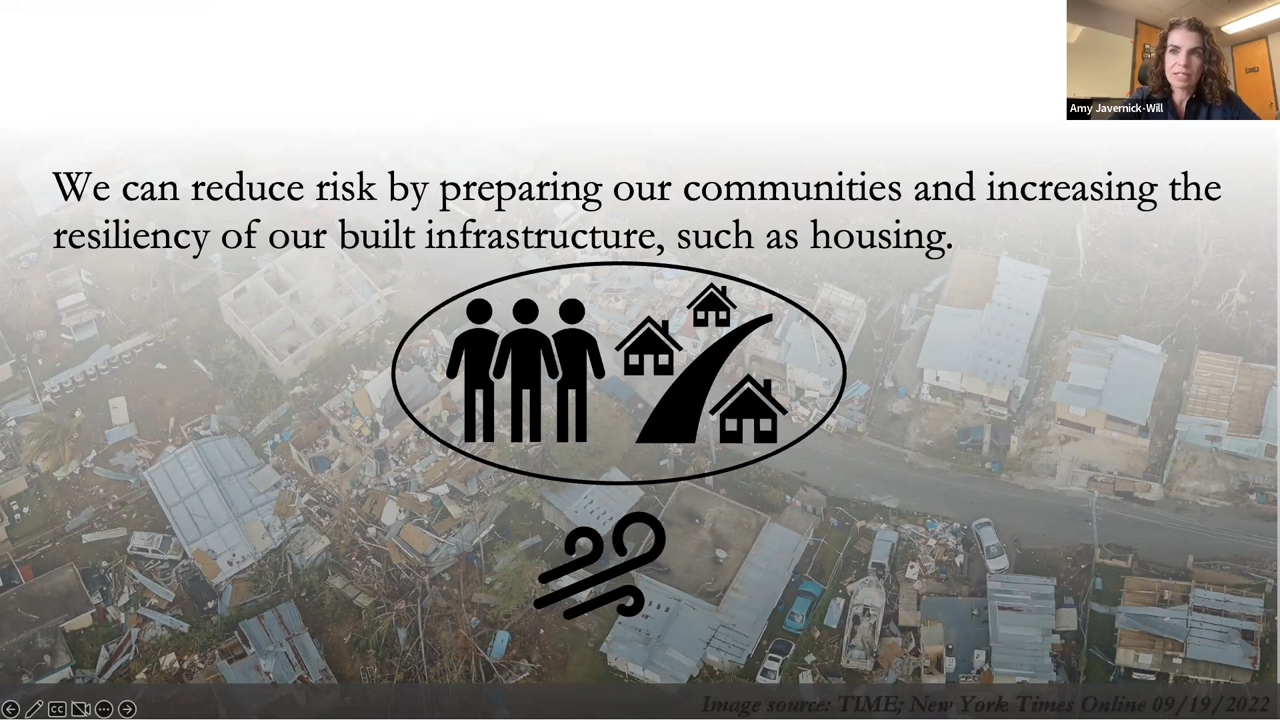 Amy Javernick-Will
We can reduce risk by preparing our communities and increasing the
resiliency of our built infrastructure, such as housing.
CC
Image source: TIME; New York Times Online 09/19/2022